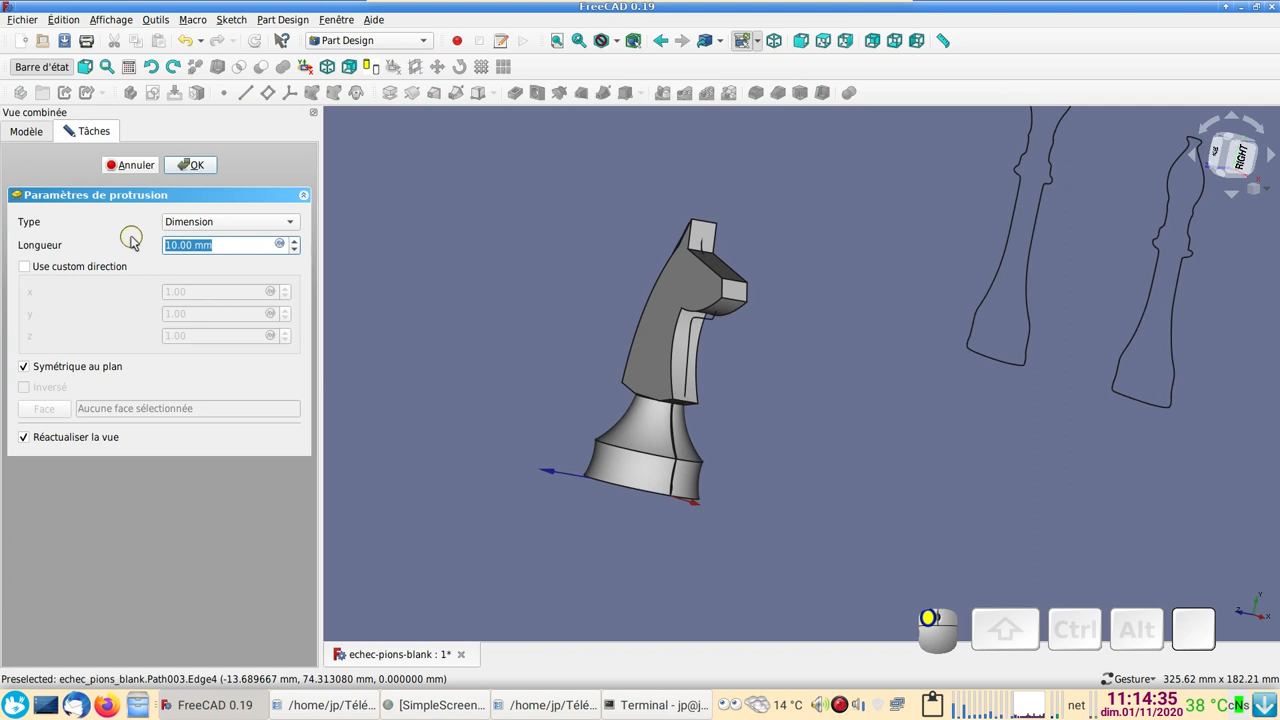 FreeCAD 0.19
Fichier Édition Affichage Outils Macro Sketch Part Design Fenêtre Aide
Part Design
Barre d'état
Vue combinée
Modèle Tâches
Annuler OK
Paramètres de protrusion
Type Dimension
Longueur 10.00 mm
Use custom direction
x 1.00
y 1.00
z 1.00
Symétrique au plan
Inversé
Face Aucune face sélectionnée
Réactualiser la vue
RIGHT
Ctrl Alt
echec-pions-blank : 1*
Preselected: echec_pions_blank.Path003.Edge4 (-13.689667 mm, 74.313080 mm, 0.000000 mm)
Gesture 325.62 mm x 182.21 mm
FreeCAD 0.19 /home/jp/Télé... [SImpleScreen... /home/jp/Télé... Terminal - jp@j... 14 °C net 11:14:35 38 °C
dim.01/11/2020